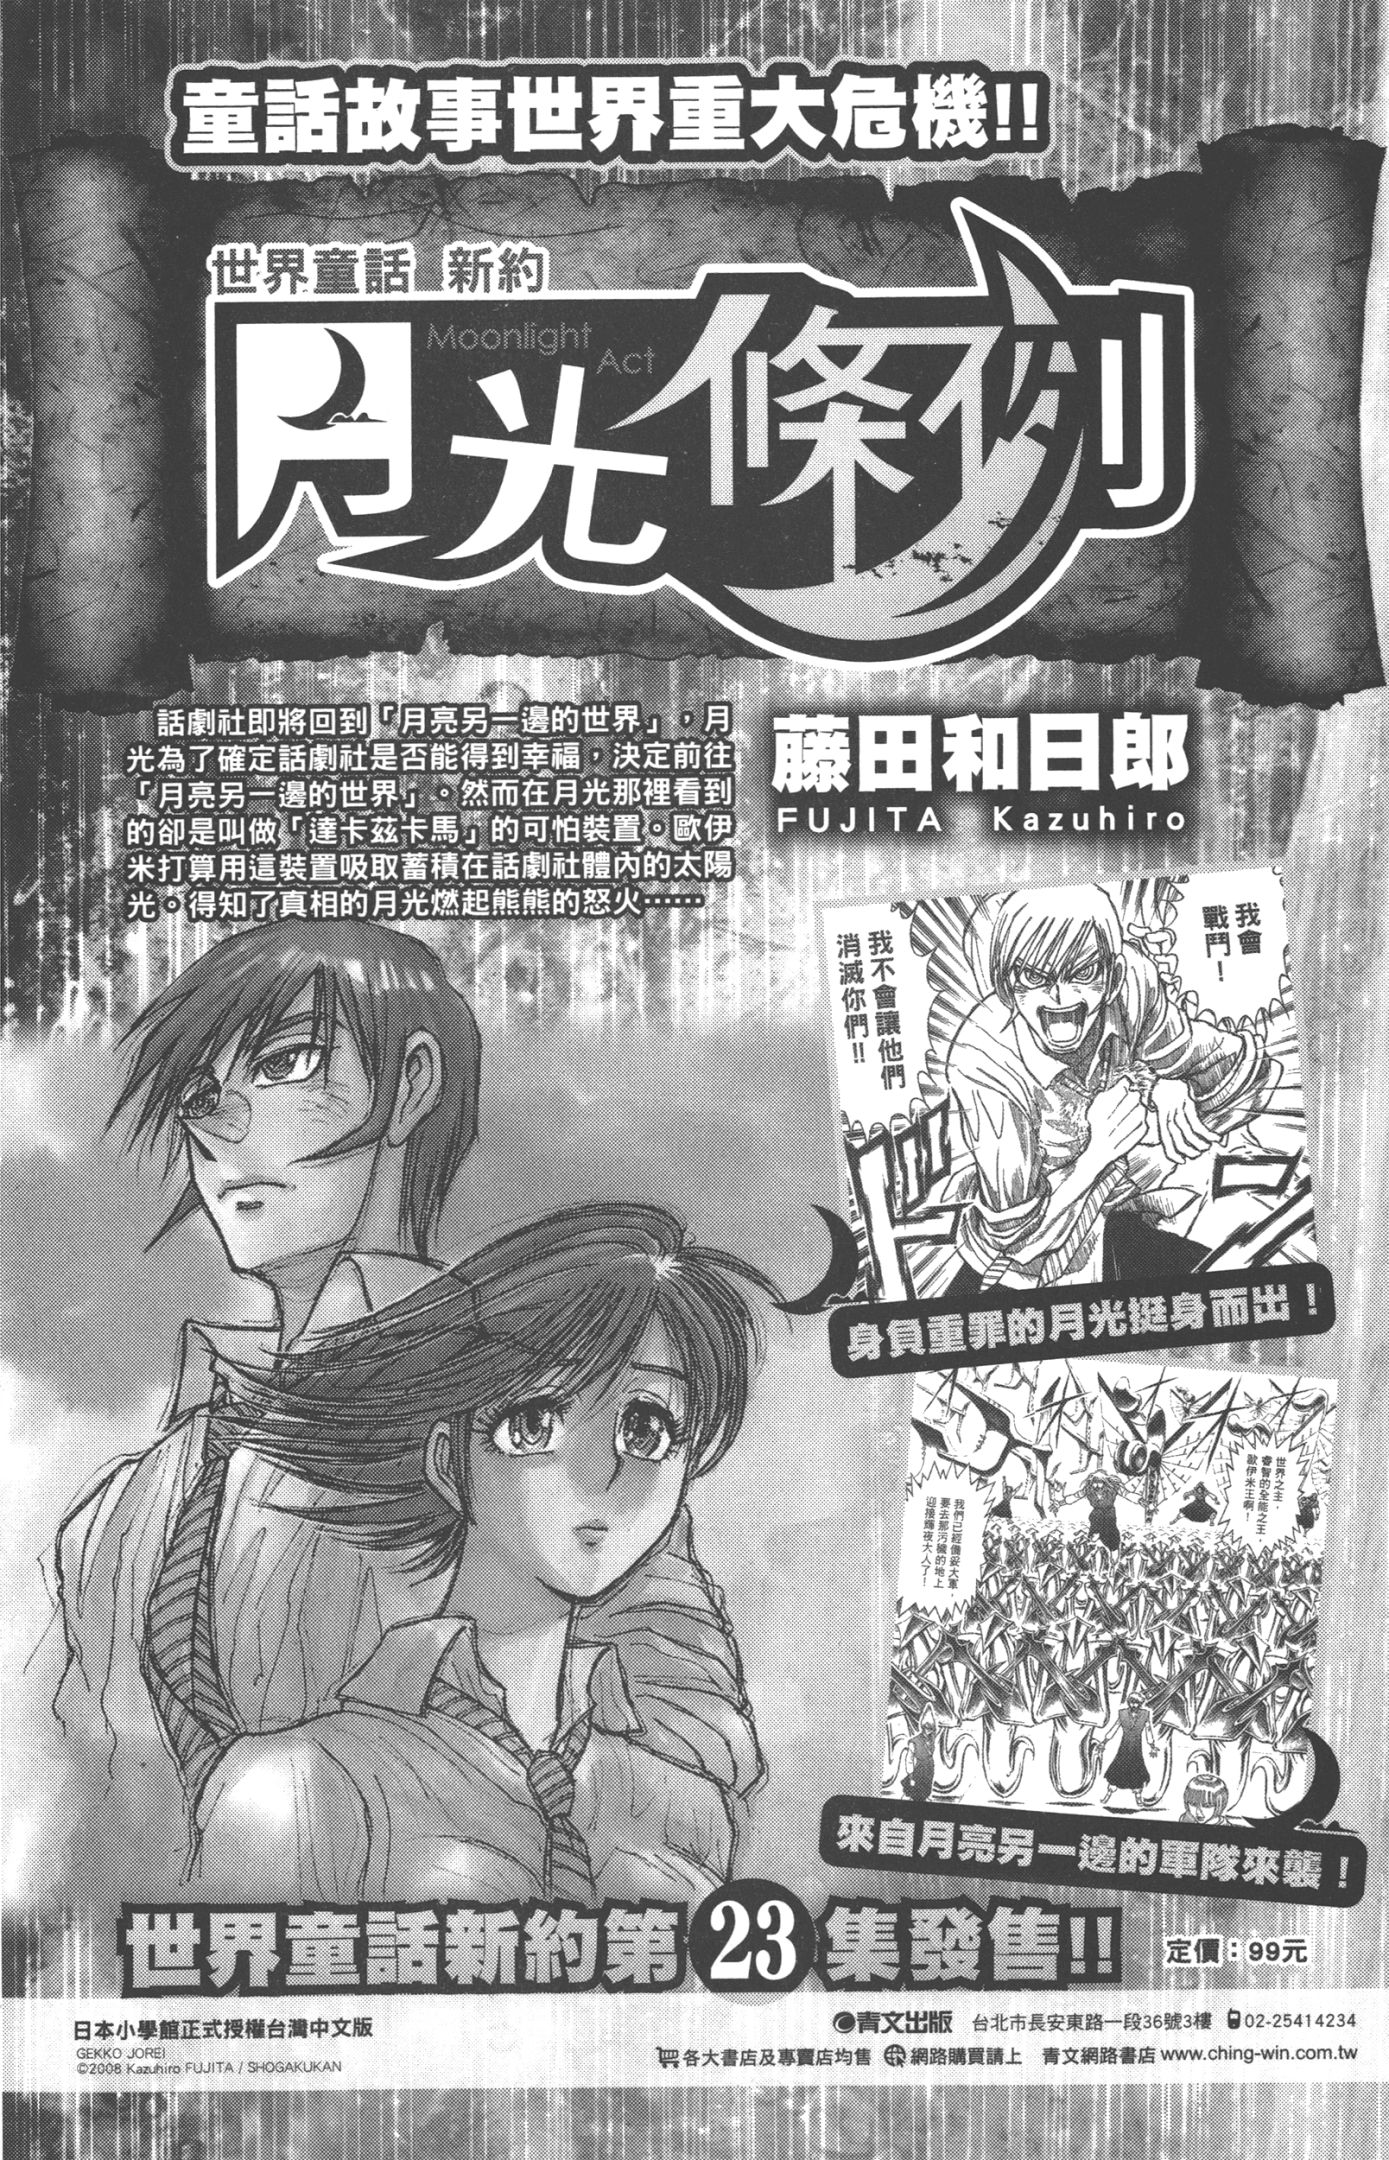 童話故事世界重大危機!!
世界童話 新約
Moonlight
Act
月光條例
話劇社即將回到「月亮另一邊的世界」，月
光為了確定話劇社是否能得到幸福，決定前往
「月亮另一邊的世界」。然而在月光那裡看到
的卻是叫做「達卡茲卡馬」的可怕裝置。歐伊
米打算用這裝置吸取蓄積在話劇社體內的太陽
光。得知了真相的月光燃起熊熊的怒火⋯⋯
藤田和日郎
FUJITA Kazuhiro
我會
戰鬥！
我不會讓他們
消滅你們!!
ドロン
身負重罪的月光挺身而出！
世界之主，
睿智的全能之王
歐伊米王啊！
我們已經備妥大軍，
要去那污穢的地上
迎接輝夜大人了！
來自月亮另一邊的軍隊來襲！
世界童話新約第23集發售!!
定價：99元
日本小學館正式授權台灣中文版
GEKKO JOREI
©2008 Kazuhiro FUJITA / SHOGAKUKAN
青文出版 台北市長安東路一段36號3樓 02-25414234
各大書店及專賣店均售 網路購買請上 青文網路書店 www.ching-win.com.tw